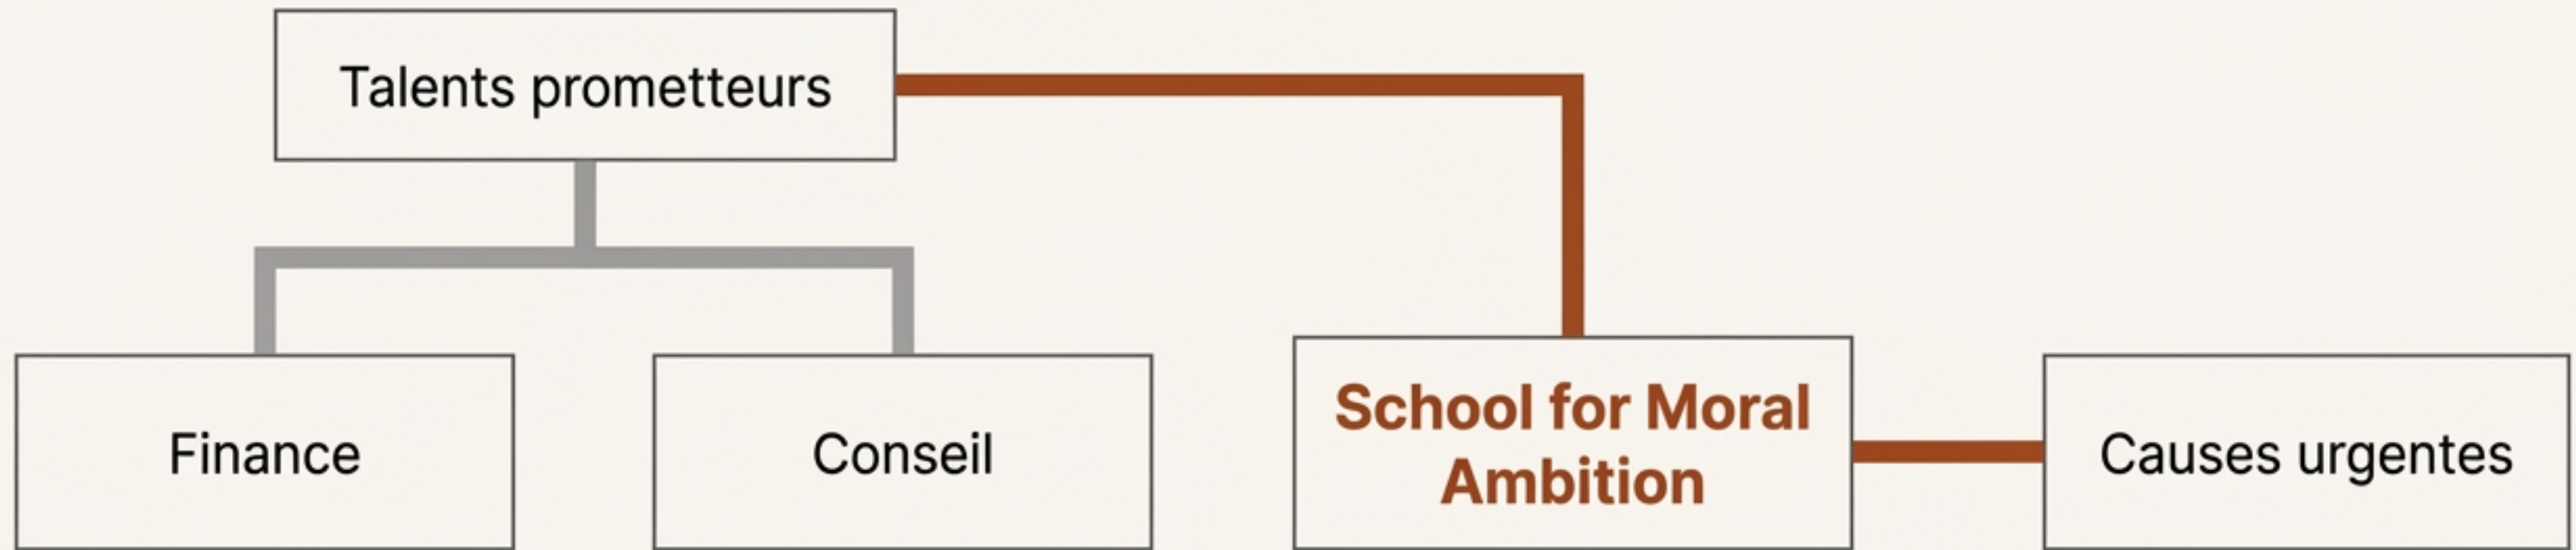 Talents prometteurs
Finance
Conseil
School for Moral
Ambition
Causes urgentes